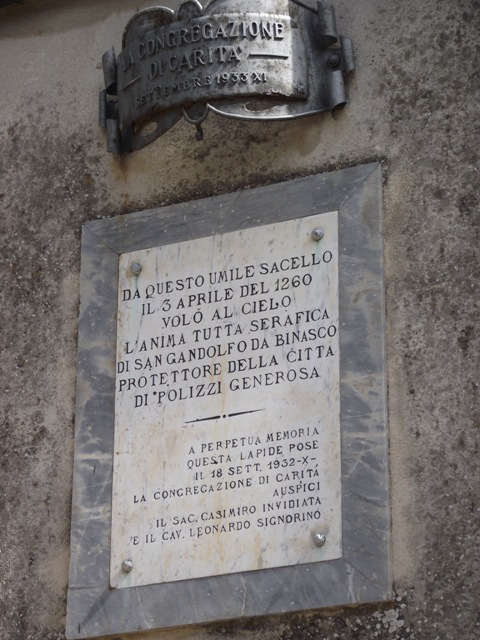 LA CONGREGAZIONE
DI CARITÀ
SETTEMBRE 1933 XI
DA QUESTO UMILE SACELLO
IL 3 APRILE DEL 1260
VOLÓ AL CIELO
L'ANIMA TUTTA SERAFICA
DI SAN GANDOLFO DA BINASCO
PROTETTORE DELLA CITTÀ
DI POLIZZI GENEROSA
A PERPETUA MEMORIA
QUESTA LAPIDE POSE
IL 18 SETT. 1932-X-
LA CONGREGAZIONE DI CARITÀ
AUSPICI
IL SAC. CASIMIRO INVIDIATA
E IL CAV. LEONARDO SIGNORINO